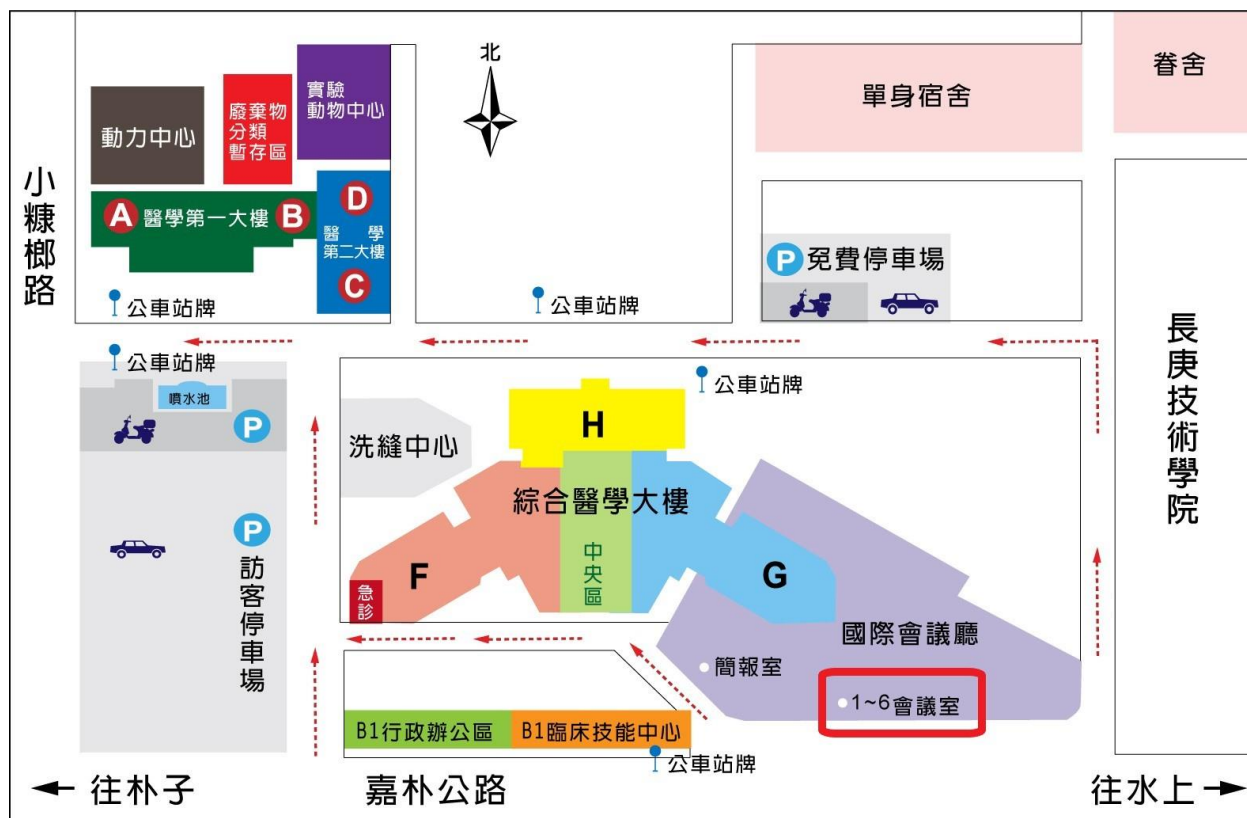 北
眷舍
單身宿舍
動力中心
廢棄物
分類
暫存區
實驗
動物中心
小糠榔路
A 醫學第一大樓 B
D
醫學
第二大樓
C
P 免費停車場
公車站牌
公車站牌
公車站牌
公車站牌
長庚技術學院
噴水池
P
洗縫中心
H
綜合醫學大樓
中央區
F
G
急診
P
訪客停車場
國際會議廳
簡報室
1~6會議室
B1行政辦公區
B1臨床技能中心
公車站牌
往朴子
嘉朴公路
往水上